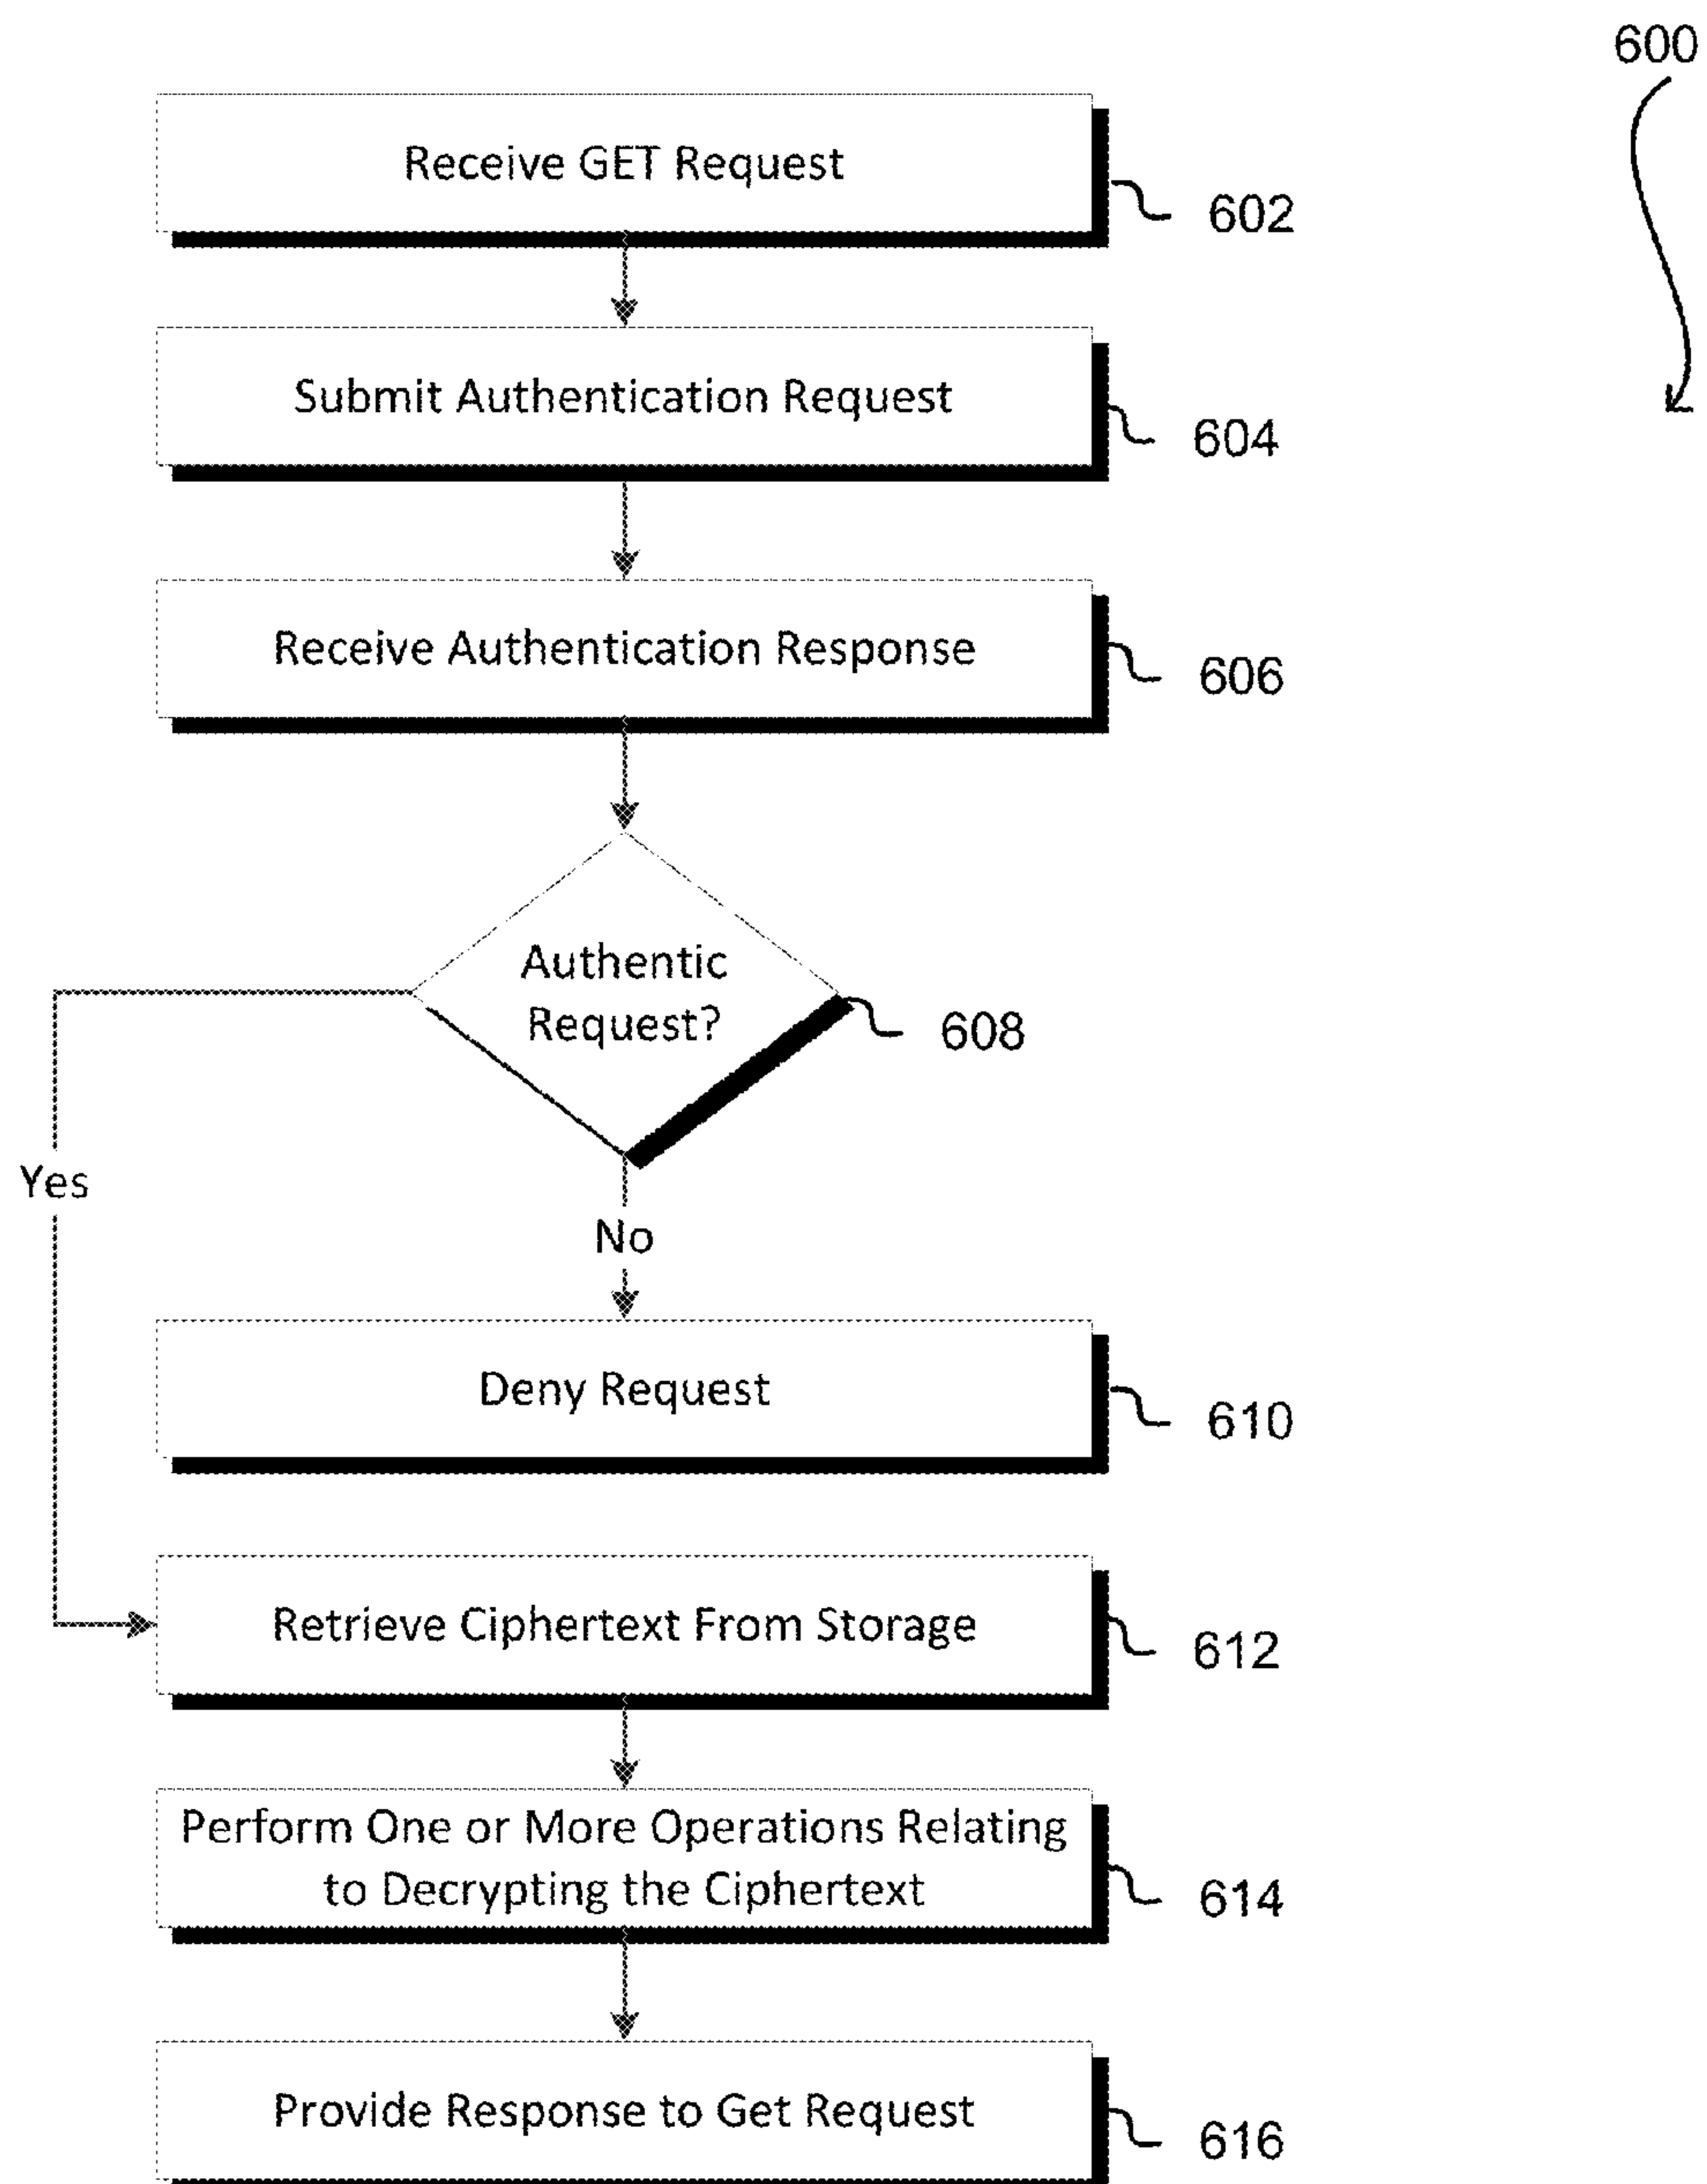 600
Receive GET Request
602
Submit Authentication Request
604
Receive Authentication Response
606
Authentic
Request?
608
Yes
No
Deny Request
610
Retrieve Ciphertext From Storage
612
Perform One or More Operations Relating
to Decrypting the Ciphertext
614
Provide Response to Get Request
616